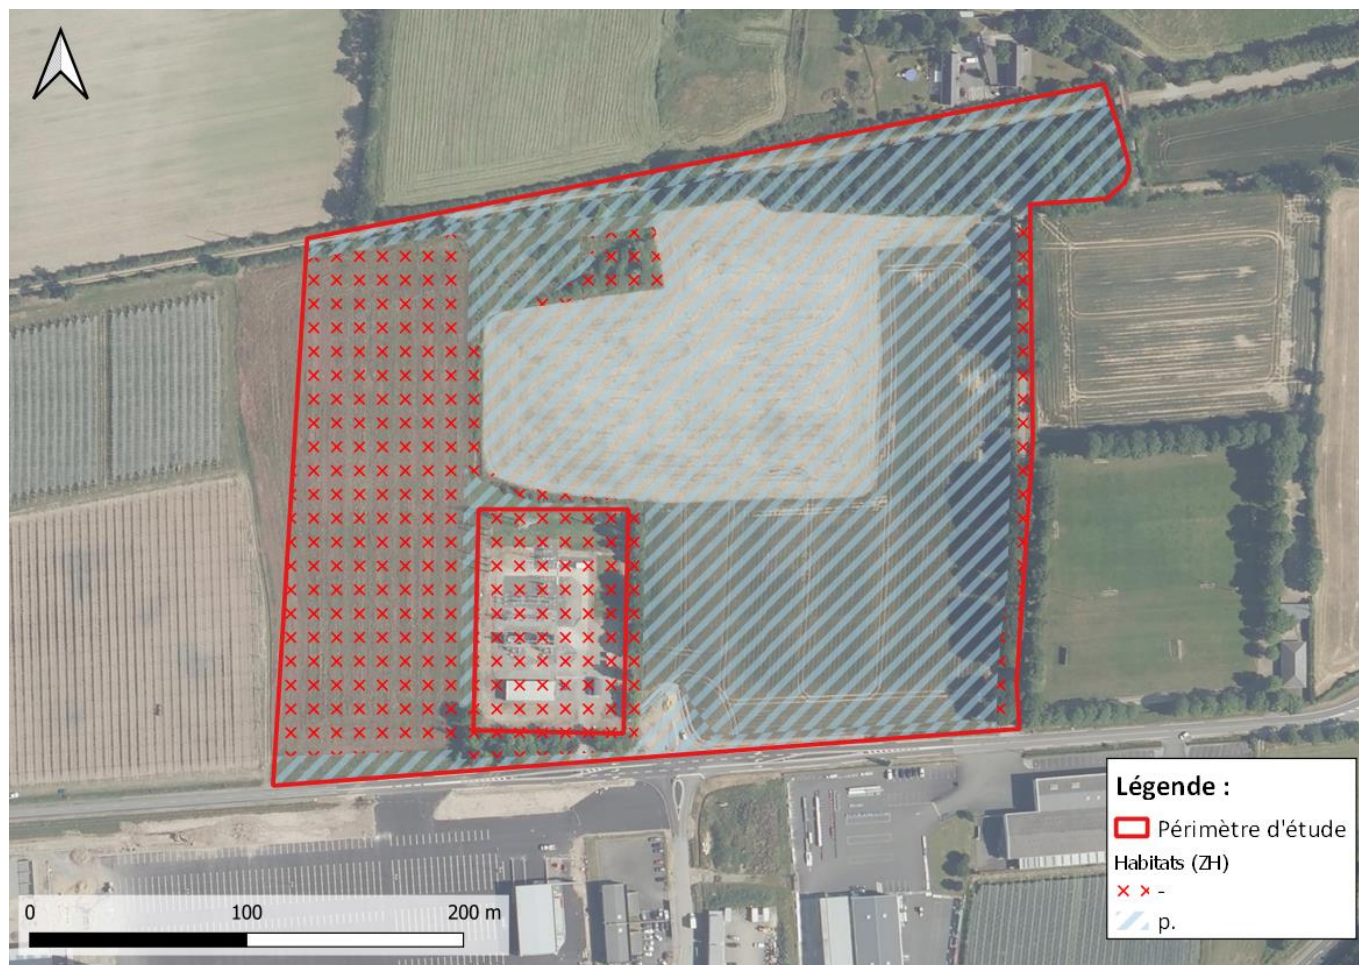 Légende :
Périmètre d'étude
Habitats (ZH)
-
p.
0 100 200 m